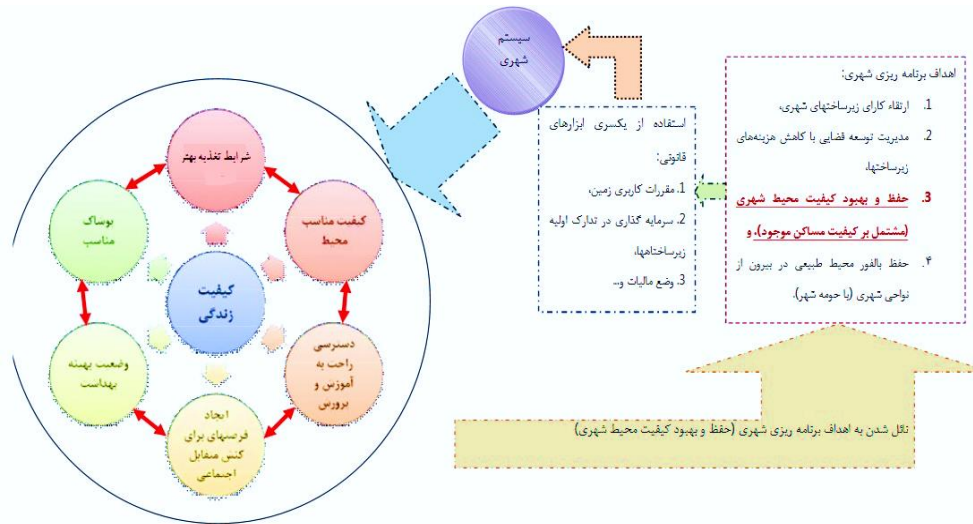 اهداف برنامه ریزی شهری:
1. ارتقاء کارای زیرساختهای شهری،
2. مدیریت توسعه فضایی با کاهش هزینه‌های
زیرساختها،
3. حفظ و بهبود کیفیت محیط شهری
(مشتمل بر کیفیت مساکن موجود)، و
۴. حفظ بالفور محیط طبیعی در بیرون از
نواحی شهری (یا حومه شهر).
استفاده از یکسری ابزارهای
قانونی:
1. مقررات کاربری زمین،
2. سرمایه گذاری در تدارک اولیه
زیرساختاهها،
3. وضع مالیات و...
سیستم
شهری
شرایط تغذیه بهتر
کیفیت مناسب
محیط
دسترسی
راحت به
آموزش و
پرورش
ایجاد
فرصتهای برای
کنش متقابل
اجتماعی
وضعیت بهینه
بهداشت
پوساک
مناسب
کیفیت
زندگی
نائل شدن به اهداف برنامه ریزی شهری (حفظ و بهبود کیفیت محیط شهری)